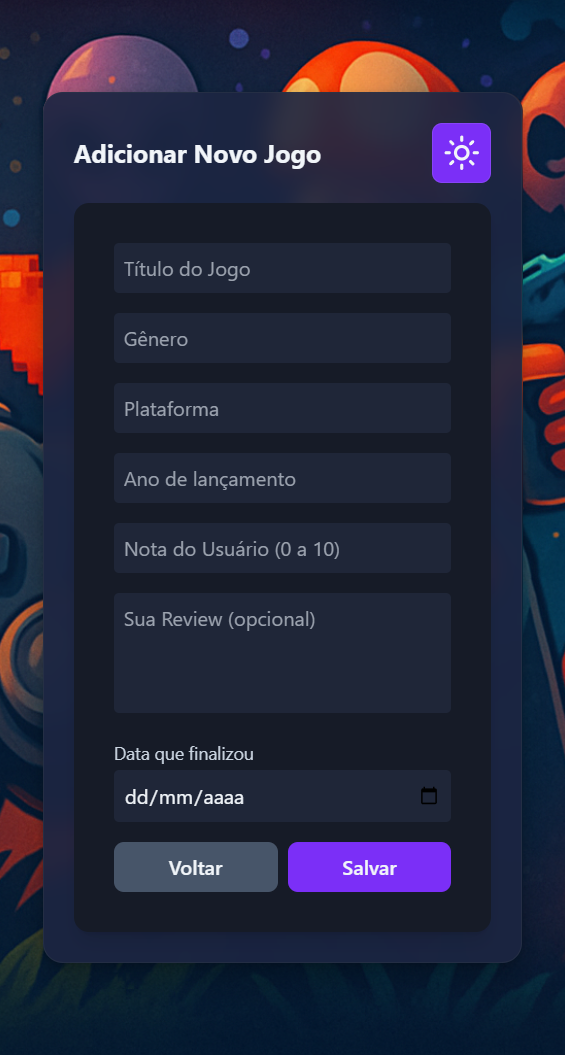 Adicionar Novo Jogo
Título do Jogo
Gênero
Plataforma
Ano de lançamento
Nota do Usuário (0 a 10)
Sua Review (opcional)
Data que finalizou
dd/mm/aaaa
Voltar Salvar